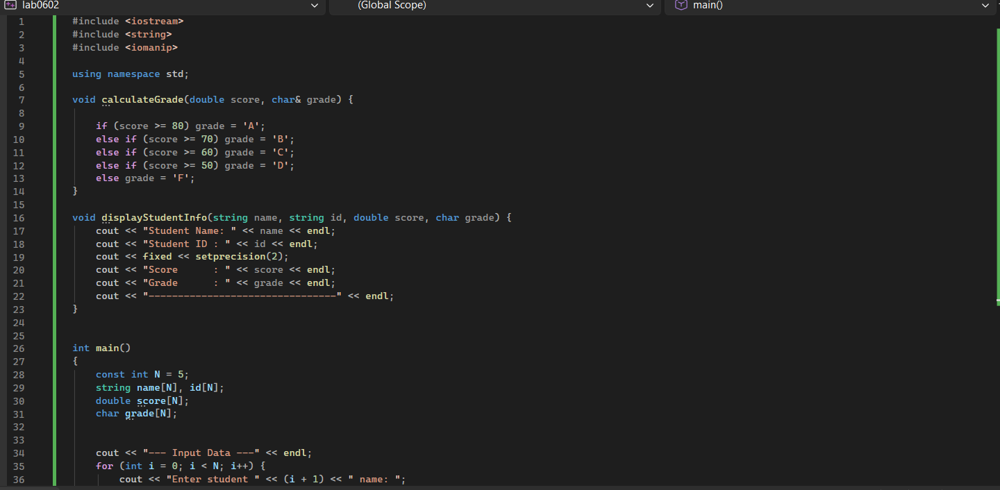 lab0602 (Global Scope) main()
1 #include <iostream>
2 #include <string>
3 #include <iomanip>
4
5 using namespace std;
6
7 void calculateGrade(double score, char& grade) {
8
9 if (score >= 80) grade = 'A';
10 else if (score >= 70) grade = 'B';
11 else if (score >= 60) grade = 'C';
12 else if (score >= 50) grade = 'D';
13 else grade = 'F';
14 }
15
16 void displayStudentInfo(string name, string id, double score, char grade) {
17 cout << "Student Name: " << name << endl;
18 cout << "Student ID : " << id << endl;
19 cout << fixed << setprecision(2);
20 cout << "Score      : " << score << endl;
21 cout << "Grade      : " << grade << endl;
22 cout << "--------------------------------" << endl;
23 }
24
25
26 int main()
27 {
28 const int N = 5;
29 string name[N], id[N];
30 double score[N];
31 char grade[N];
32
33
34 cout << "--- Input Data ---" << endl;
35 for (int i = 0; i < N; i++) {
36 cout << "Enter student " << (i + 1) << " name: ";